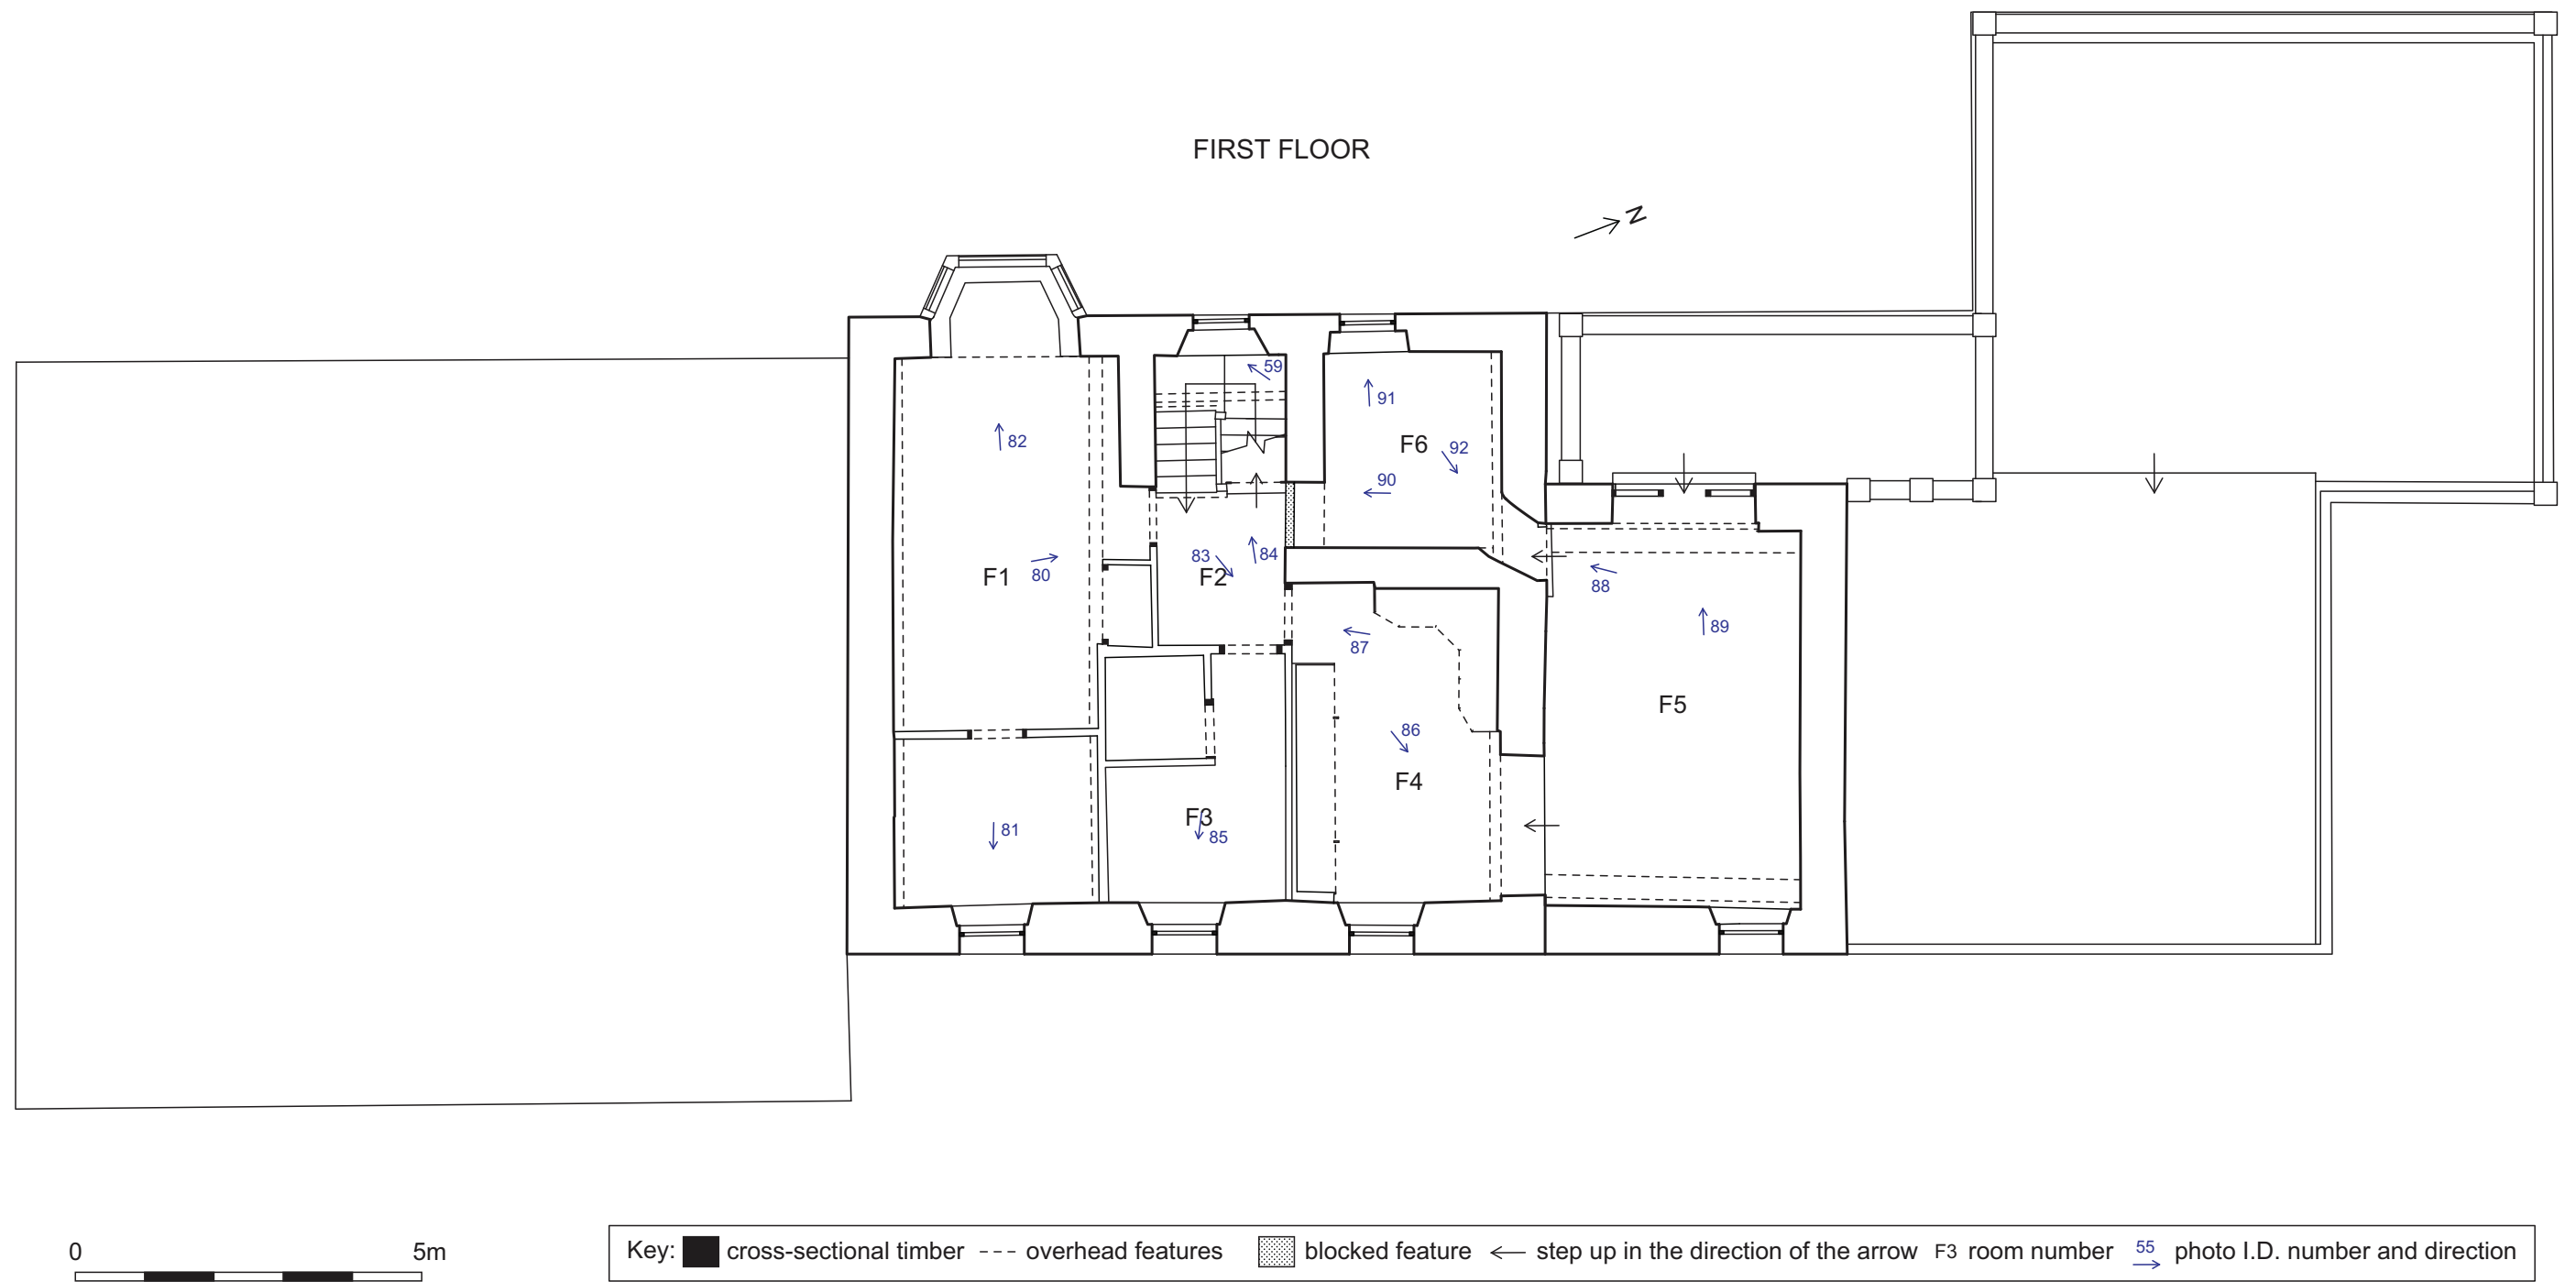 FIRST FLOOR
N
59
91
82
F6
92
90
83
84
80
F1
F2
88
89
87
F5
86
F4
F3
81
85
0 5m
Key: cross-sectional timber overhead features blocked feature step up in the direction of the arrow F3 room number 55 photo I.D. number and direction